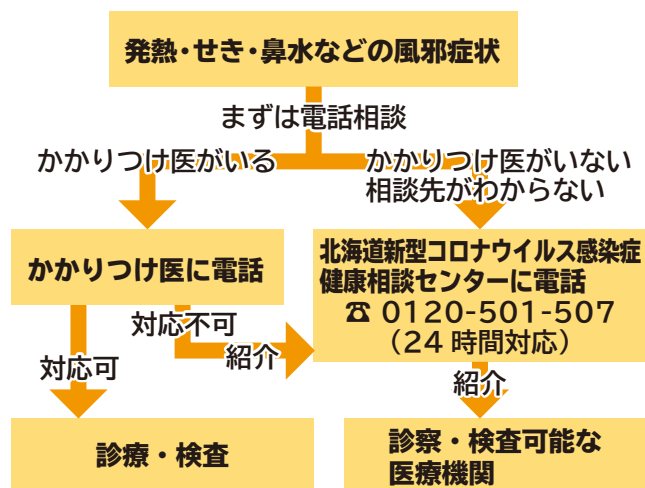 発熱・せき・鼻水などの風邪症状
まずは電話相談
かかりつけ医がいる
かかりつけ医がいない
相談先がわからない
かかりつけ医に電話
北海道新型コロナウイルス感染症
健康相談センターに電話
☎ 0120-501-507
（24 時間対応）
対応不可
紹介
対応可
紹介
診療・検査
診察・検査可能な
医療機関